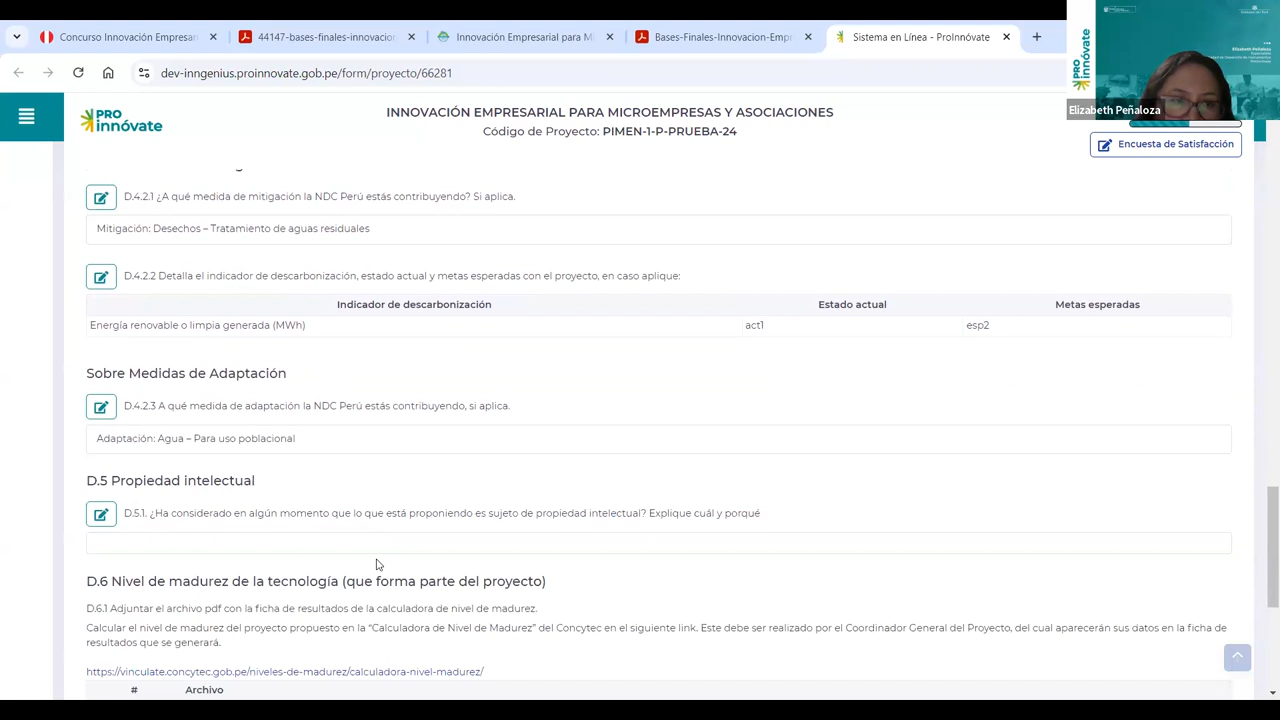 Concurso Innovación Empresari
44147-bases-finales-innovacion
Innovación Empresarial para Mi
Bases-Finales-Innovacion-Empr
Sistema en Línea - ProInnóvate
dev-inngenius.proinnovate.gob.pe/form/proyecto/66281
PRO
innóvate
Elizabeth Peñaloza
Elizabeth Peñaloza
PRO
innóvate
INNOVACIÓN EMPRESARIAL PARA MICROEMPRESAS Y ASOCIACIONES
Código de Proyecto: PIMEN-1-P-PRUEBA-24
Encuesta de Satisfacción
D.4.2.1 ¿A qué medida de mitigación la NDC Perú estás contribuyendo? Si aplica.
Mitigación: Desechos – Tratamiento de aguas residuales
D.4.2.2 Detalla el indicador de descarbonización, estado actual y metas esperadas con el proyecto, en caso aplique:
Indicador de descarbonización Estado actual Metas esperadas
Energía renovable o limpia generada (MWh) act1 esp2
Sobre Medidas de Adaptación
D.4.2.3 A qué medida de adaptación la NDC Perú estás contribuyendo, si aplica.
Adaptación: Agua – Para uso poblacional
D.5 Propiedad intelectual
D.5.1. ¿Ha considerado en algún momento que lo que está proponiendo es sujeto de propiedad intelectual? Explique cuál y porqué
D.6 Nivel de madurez de la tecnología (que forma parte del proyecto)
D.6.1 Adjuntar el archivo pdf con la ficha de resultados de la calculadora de nivel de madurez.
Calcular el nivel de madurez del proyecto propuesto en la “Calculadora de Nivel de Madurez” del Concytec en el siguiente link. Este debe ser realizado por el Coordinador General del Proyecto, del cual aparecerán sus datos en la ficha de
resultados que se generará.
https://vinculate.concytec.gob.pe/niveles-de-madurez/calculadora-nivel-madurez/
# Archivo